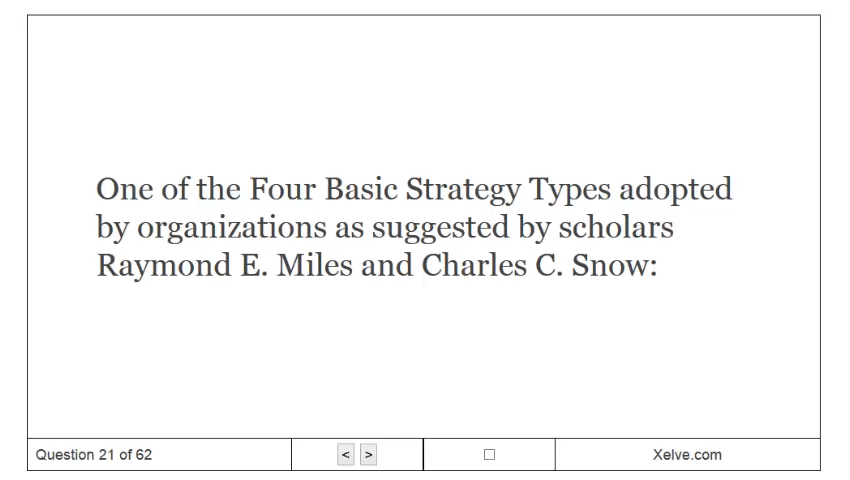 One of the Four Basic Strategy Types adopted
by organizations as suggested by scholars
Raymond E. Miles and Charles C. Snow:
Question 21 of 62
< >
Xelve.com